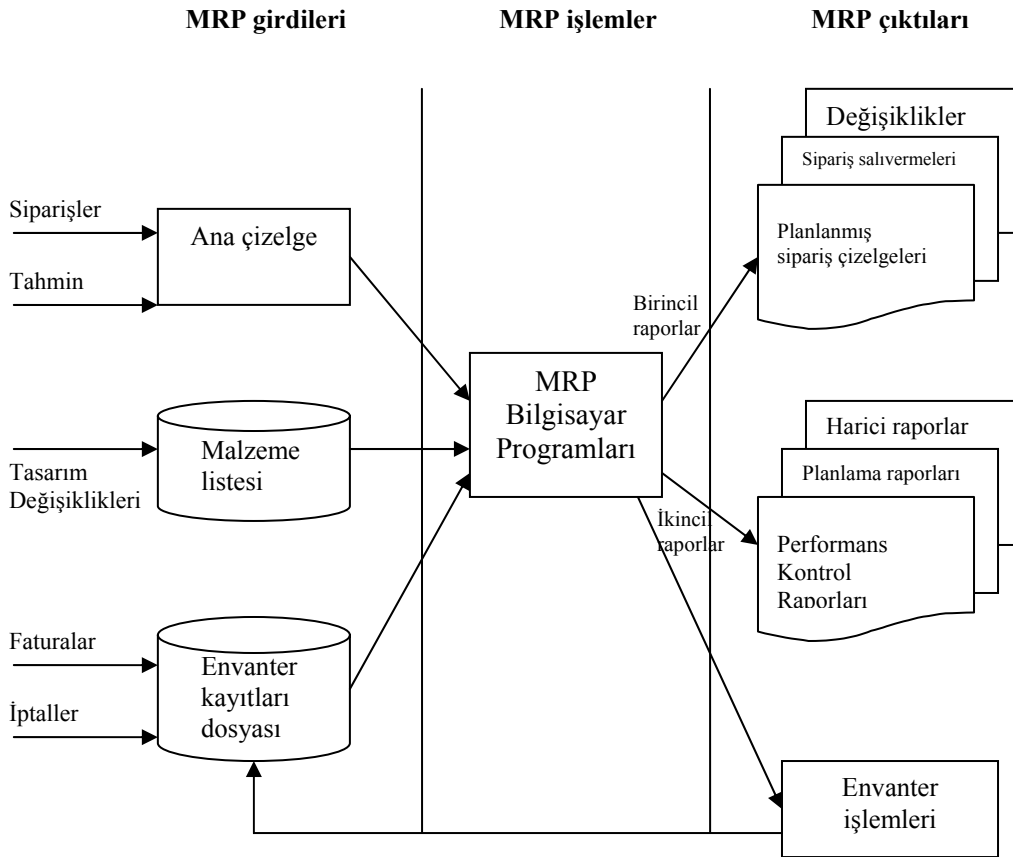 MRP girdileri
MRP işlemler
MRP çıktıları
Değişiklikler
Sipariş salıvermeleri
Planlanmış
sipariş çizelgeleri
Siparişler
Tahmin
Ana çizelge
Birincil
raporlar
MRP
Bilgisayar
Programları
Tasarım
Değişiklikleri
Malzeme
listesi
Harici raporlar
Planlama raporları
Performans
Kontrol
Raporları
İkincil
raporlar
Faturalar
İptaller
Envanter
kayıtları
dosyası
Envanter
işlemleri